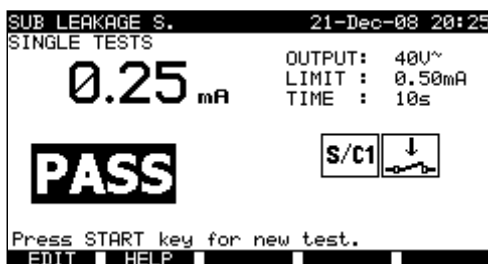 SUB LEAKAGE S. 21-Dec-08 20:25
SINGLE TESTS
0.25 mA
OUTPUT: 40V~
LIMIT : 0.50mA
TIME : 10s
PASS
S/C1
Press START key for new test.
EDIT HELP